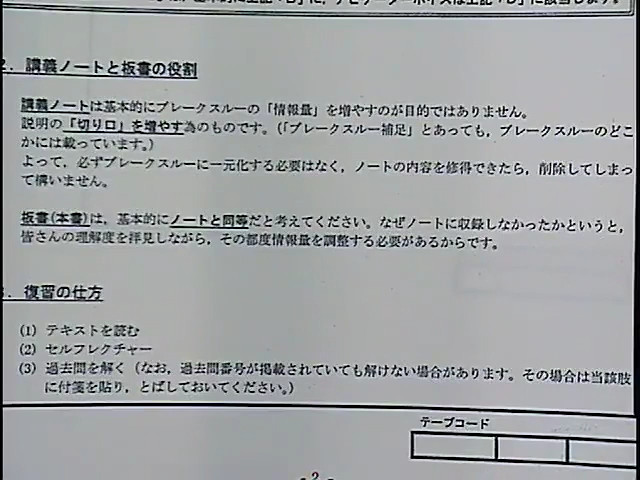 に該当します。
2．講義ノートと板書の役割
講義ノートは基本的にブレークスルーの「情報量」を増やすのが目的ではありません。
説明の「切り口」を増やす為のものです。（「ブレークスルー補足」とあっても，ブレークスルーのどこ
かには載っています。）
よって，必ずブレークスルーに一元化する必要はなく，ノートの内容を修得できたら，削除してしまっ
て構いません。
板書(本書)は，基本的にノートと同等だと考えてください。なぜノートに収録しなかったかというと，
皆さんの理解度を拝見しながら，その都度情報量を調整する必要があるからです。
．復習の仕方
(1) テキストを読む
(2) セルフレクチャー
(3) 過去問を解く（なお，過去問番号が掲載されていても解けない場合があります。その場合は当該肢
に付箋を貼り，とばしておいてください。）
テープコード
- 2 -